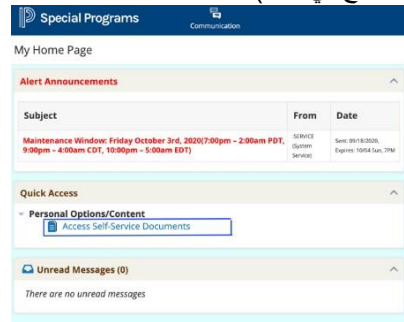 Special Programs
Communication
My Home Page
Alert Announcements
Subject From Date
Maintenance Window: Friday October 3rd, 2020(7:00pm – 2:00am PDT, 9:00pm – 4:00am CDT, 10:00pm – 5:00am EDT)
SERVICE (System Service)
Sent: 09/18/2020, Expires: 10/04 Sun, 7PM
Quick Access
Personal Options/Content
Access Self-Service Documents
Unread Messages (0)
There are no unread messages